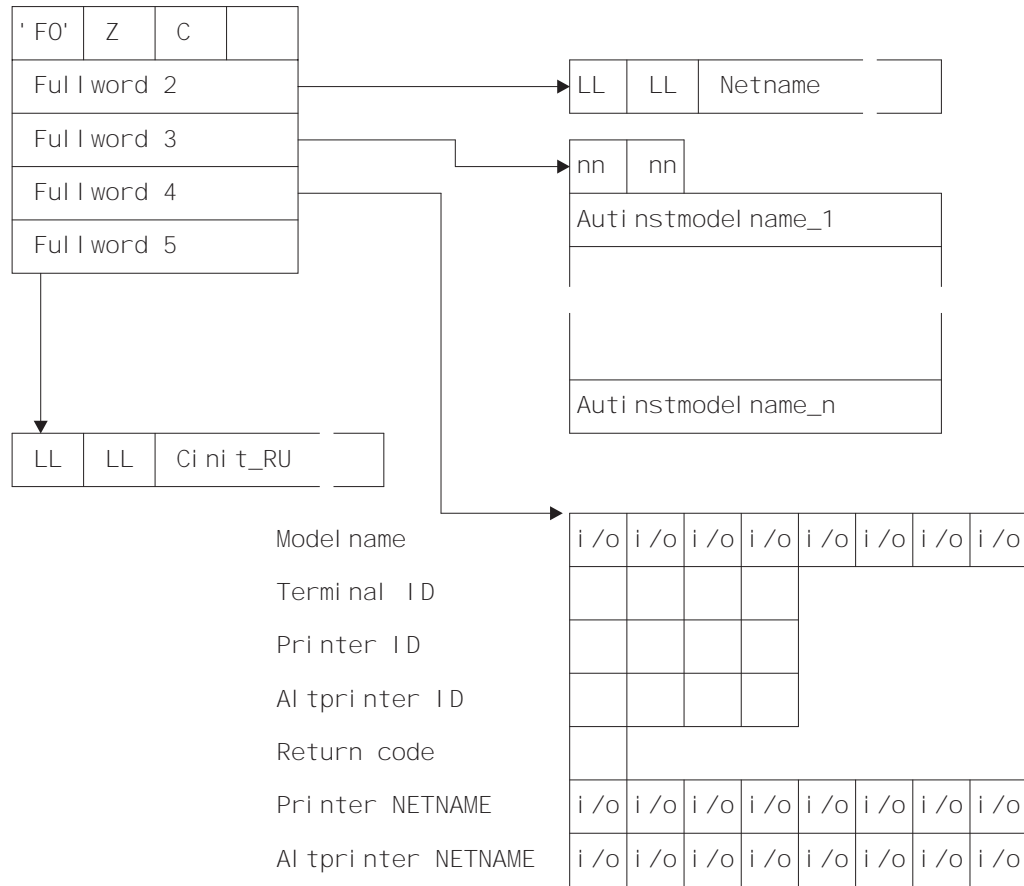 'F0' Z C
Fullword 2
LL LL Netname
Fullword 3
nn nn
Fullword 4
Autinstmodelname_1
Fullword 5
Autinstmodelname_n
LL LL Cinit_RU
Modelname i/o i/o i/o i/o i/o i/o i/o i/o
Terminal ID
Printer ID
Altprinter ID
Return code
Printer NETNAME i/o i/o i/o i/o i/o i/o i/o i/o
Altprinter NETNAME i/o i/o i/o i/o i/o i/o i/o i/o